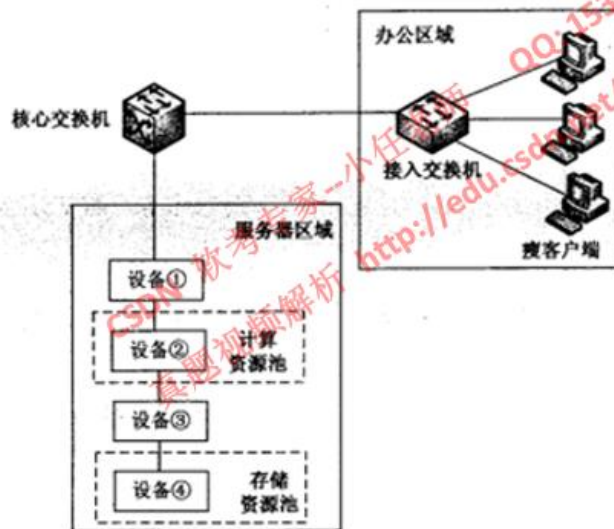 办公区域
核心交换机
接入交换机
瘦客户端
服务器区域
设备①
设备②
计算
资源池
设备③
设备④
存储
资源池
CSDN 软考专家--小任老师 QQ:153
真题视频解析 http://edu.csdn.net/